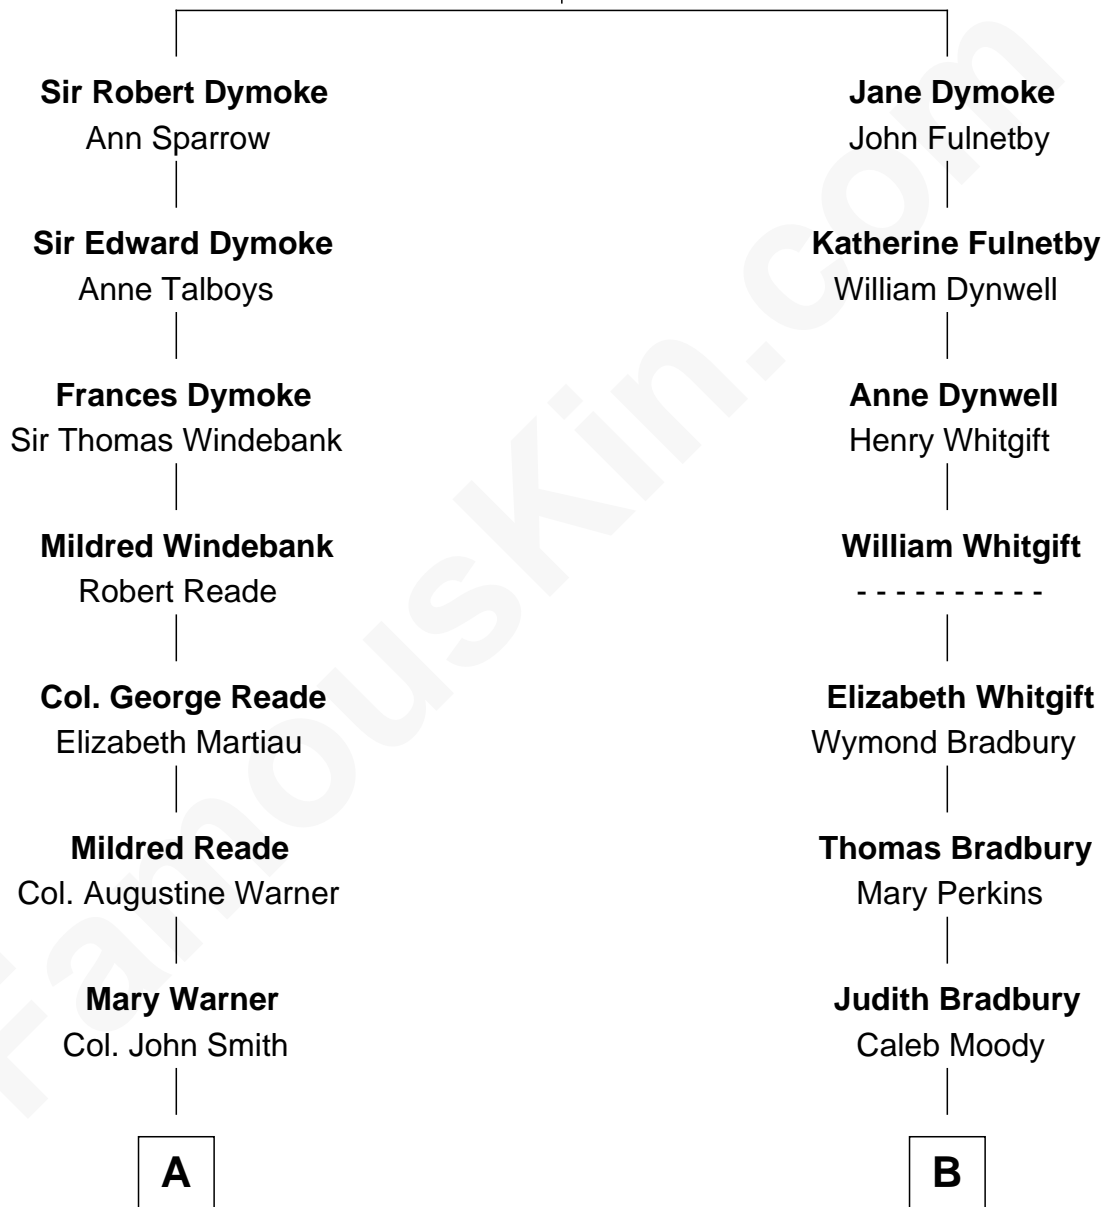 Sir Robert Dymoke
Ann Sparrow
Sir Edward Dymoke
Anne Talboys
Frances Dymoke
Sir Thomas Windebank
Mildred Windebank
Robert Reade
Col. George Reade
Elizabeth Martiau
Mildred Reade
Col. Augustine Warner
Mary Warner
Col. John Smith
A
Jane Dymoke
John Fulnetby
Katherine Fulnetby
William Dynwell
Anne Dynwell
Henry Whitgift
William Whitgift
- - - - - - - - - -
Elizabeth Whitgift
Wymond Bradbury
Thomas Bradbury
Mary Perkins
Judith Bradbury
Caleb Moody
B
FamousKin.com